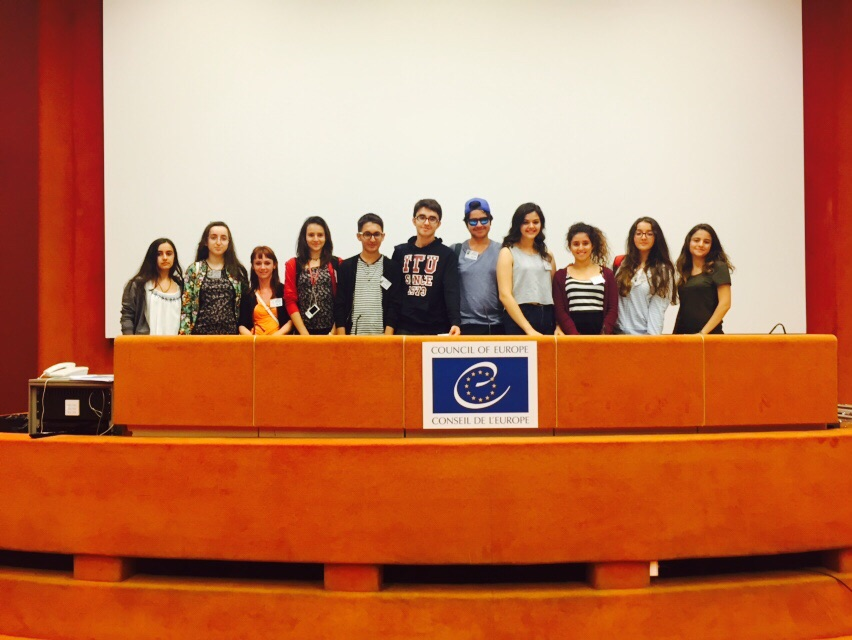 ITU
SINCE
1773
COUNCIL OF EUROPE
CONSEIL DE L'EUROPE